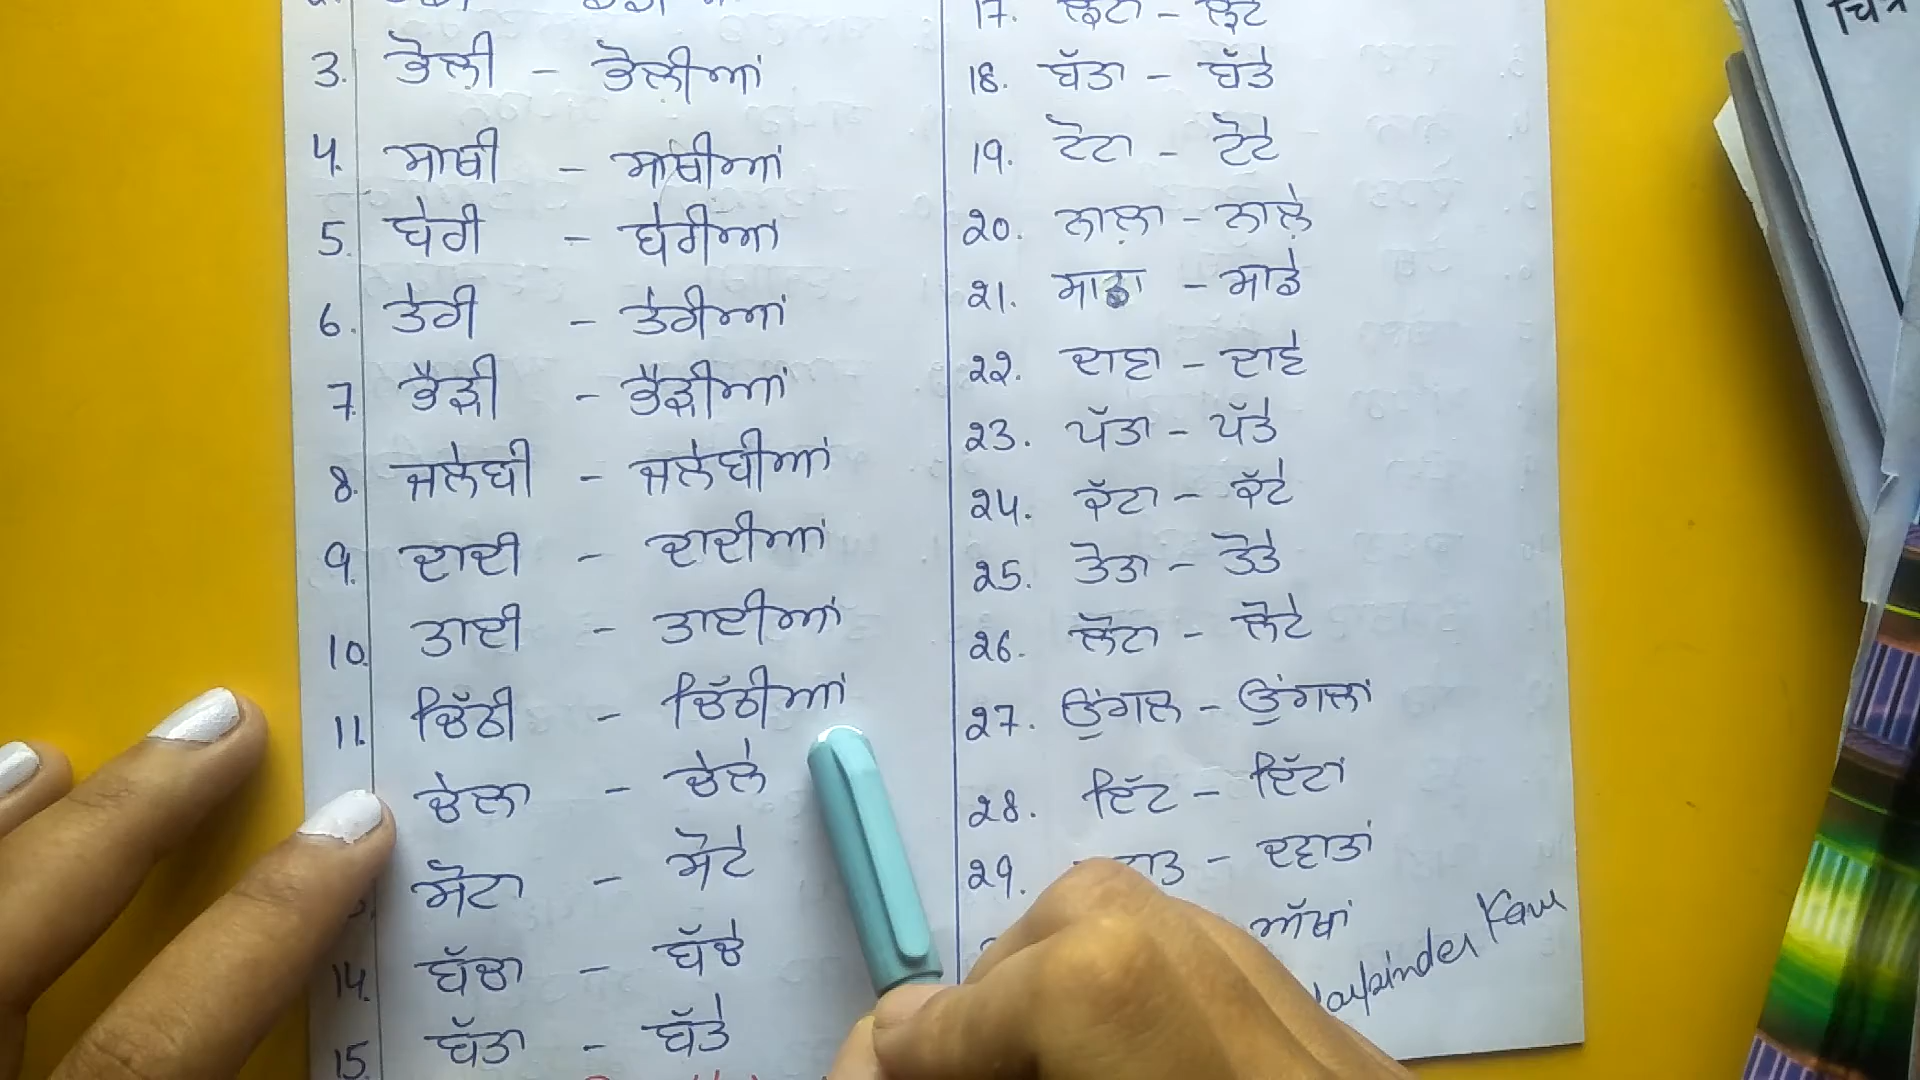 3. ਭੋਲੀ - ਭੋਲੀਆਂ
4. ਸਾਥੀ - ਸਾਥੀਆਂ
5. ਬੇਰੀ - ਬੇਰੀਆਂ
6. ਤੇਰੀ - ਤੇਰੀਆਂ
7.
8. ਜਲੇਬੀ - ਜਲੇਬੀਆਂ
9. ਦਾਦੀ - ਦਾਦੀਆਂ
10. ਤਾਈ - ਤਾਈਆਂ
11. ਚਿੱਠੀ - ਚਿੱਠੀਆਂ
ਚੇਲਾ - ਚੇਲੇ
ਸੋਟਾ - ਸੋਟੇ
14. ਬੱਚਾ - ਬੱਚੇ
15. ਬੱਤਾ - ਬੱਤੇ
17.
18. ਬੱਤਾ - ਬੱਤੇ
19. ਟੋਟਾ - ਟੋਟੇ
20. ਨਾਲਾ - ਨਾਲੇ
21. ਸਾਡਾ - ਸਾਡੇ
22.
23. ਪੱਤਾ - ਪੱਤੇ
24.
25. ਤੋਤਾ - ਤੋਤੇ
26. ਲੋਟਾ - ਲੋਟੇ
27. ਉਂਗਲ - ਉਂਗਲਾਂ
28. ਇੱਟ - ਇੱਟਾਂ
29. - ਦਵਾਤਾਂ
ਅੱਖਾਂ
Kaur